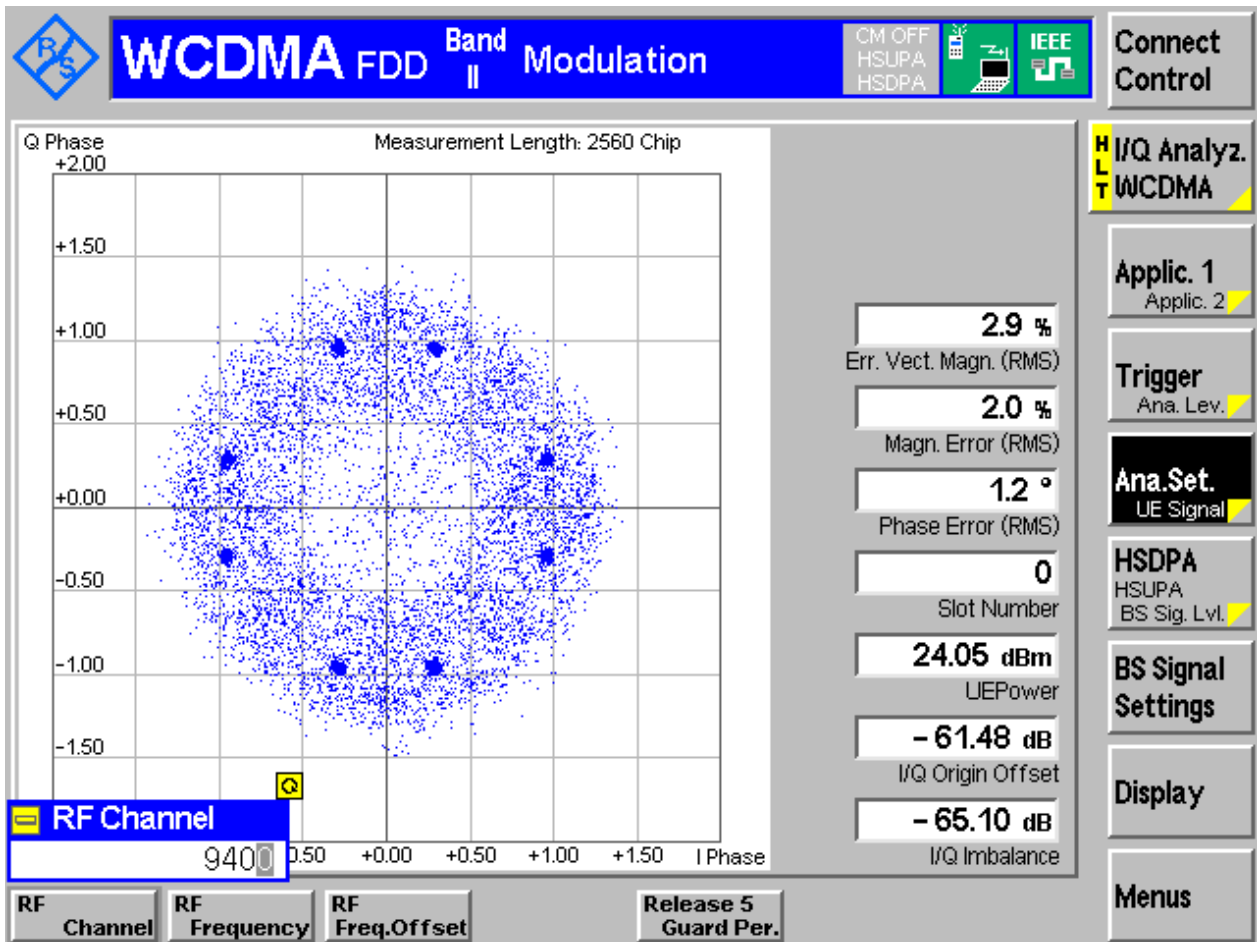 R&S
WCDMA FDD Band II Modulation
CM OFF
HSUPA
HSDPA
IEEE
Connect
Control
Q Phase
Measurement Length: 2560 Chip
+2.00
+1.50
+1.00
+0.50
+0.00
-0.50
-1.00
-1.50
0.50 +0.00 +0.50 +1.00 +1.50 I Phase
Q
RF Channel
9400
2.9 %
Err. Vect. Magn. (RMS)
2.0 %
Magn. Error (RMS)
1.2 °
Phase Error (RMS)
0
Slot Number
24.05 dBm
UEPower
- 61.48 dB
I/Q Origin Offset
- 65.10 dB
I/Q Imbalance
HLT
I/Q Analyz.
WCDMA
Applic. 1
Applic. 2
Trigger
Ana. Lev.
Ana.Set.
UE Signal
HSDPA
HSUPA
BS Sig. Lvl.
BS Signal
Settings
Display
Menus
RF
Channel
RF
Frequency
RF
Freq.Offset
Release 5
Guard Per.